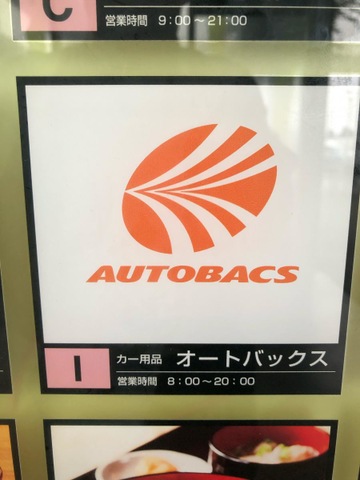 C
営業時間 9:00~21:00
AUTOBACS
I カー用品 オートバックス
営業時間 8:00~20:00